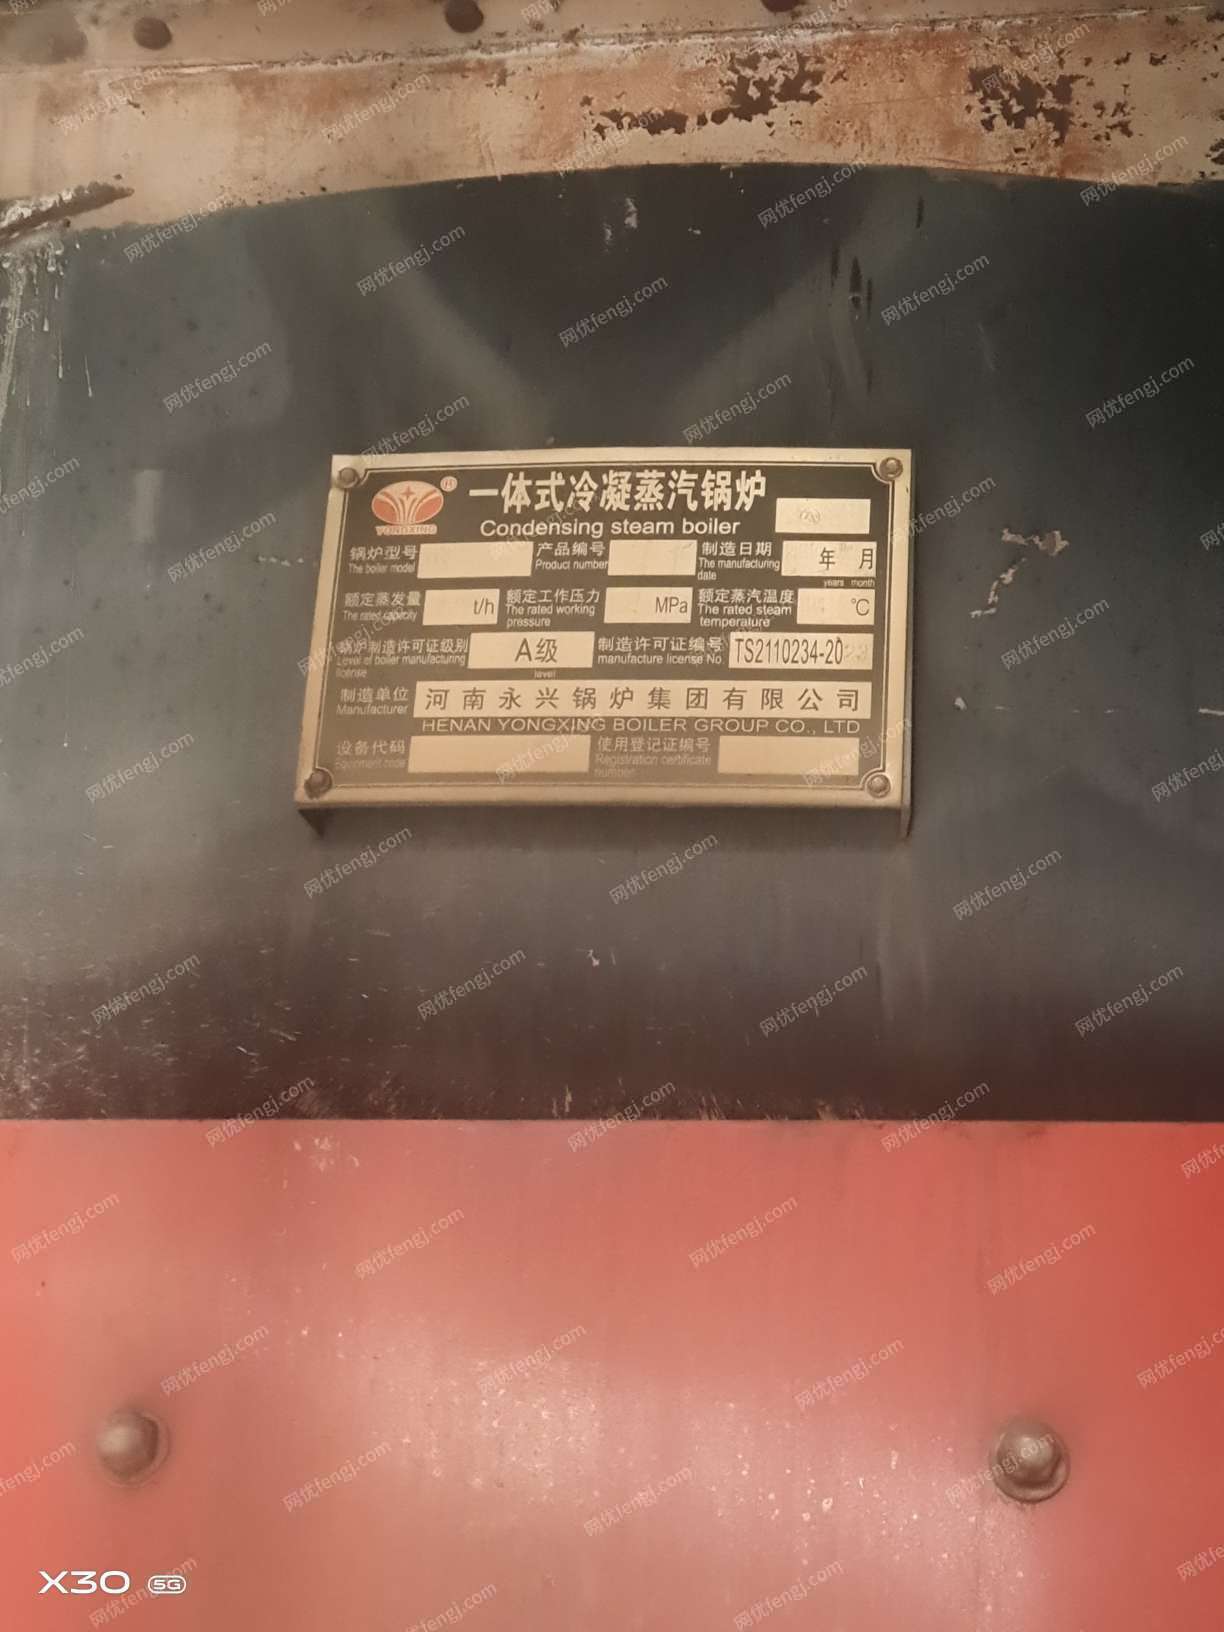 一体式冷凝蒸汽锅炉
Condensing steam boiler
YONGXING
锅炉型号 产品编号 制造日期 年 月
The boiler model Product number The manufacturing date years month
额定蒸发量 t/h 额定工作压力 MPa 额定蒸汽温度 ℃
The rated capacity The rated working pressure The rated steam temperature
锅炉制造许可证级别 A级 制造许可证编号 TS2110234-20
Level of boiler manufacturing license level manufacture license No.
制造单位 河南永兴锅炉集团有限公司
Manufacturer HENAN YONGXING BOILER GROUP CO., LTD
设备代码 使用登记证编号
Equipment code Registration certificate number
X30 5G
网优fengj.com